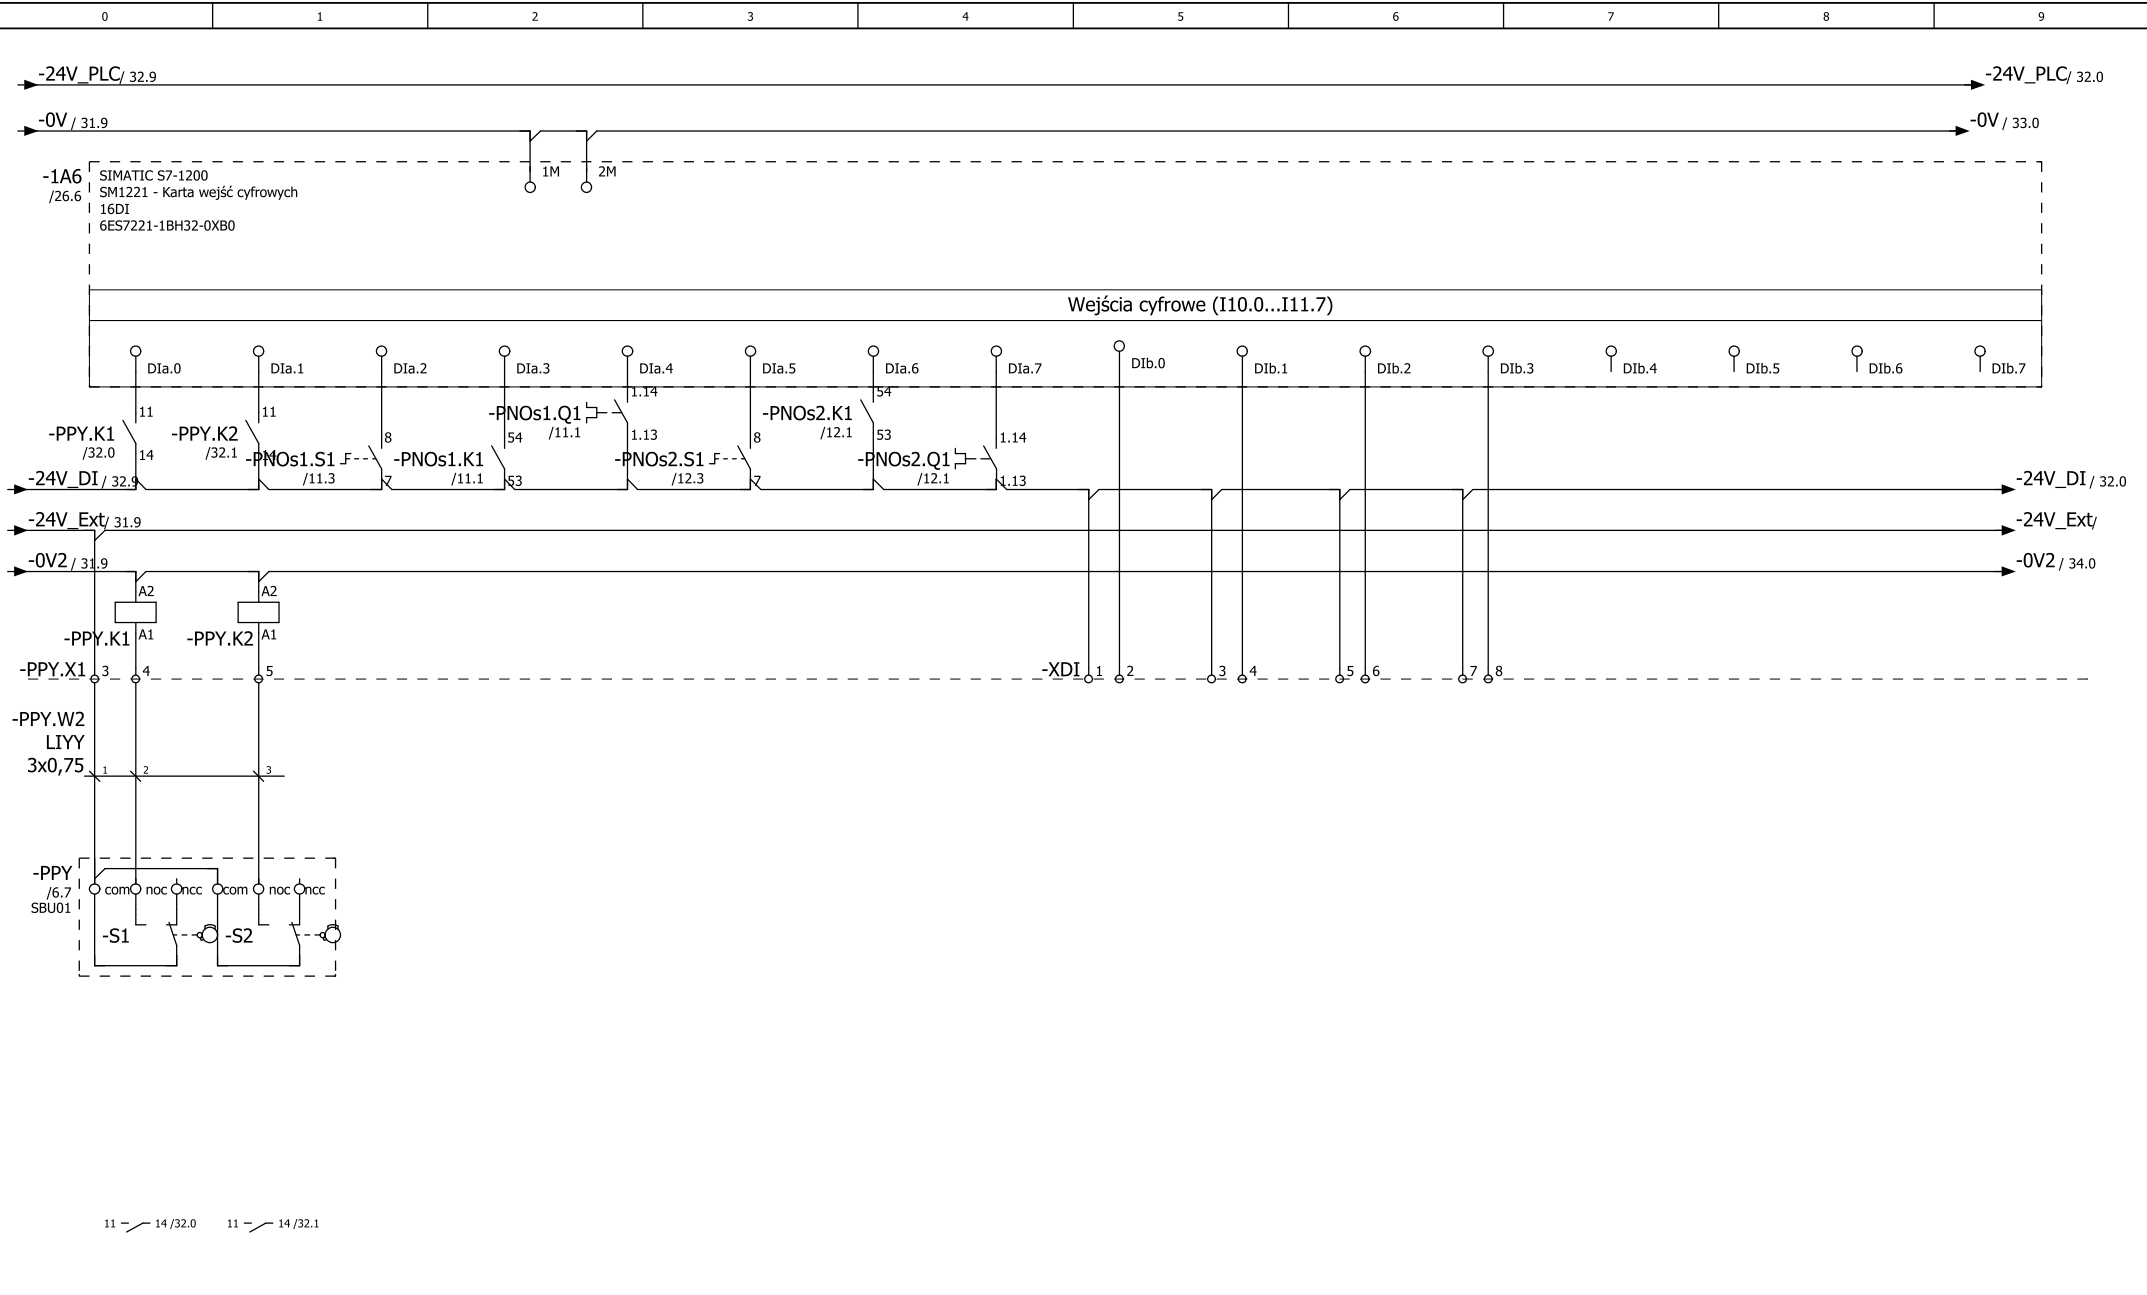 0 1 2 3 4 5 6 7 8 9
-24V_PLC/ 32.9 -24V_PLC/ 32.0
-0V / 31.9 -0V / 33.0
-1A6
/26.6
SIMATIC S7-1200
SM1221 - Karta wejść cyfrowych
16DI
6ES7221-1BH32-0XB0
1M 2M
Wejścia cyfrowe (I10.0...I11.7)
DIa.0 DIa.1 DIa.2 DIa.3 DIa.4 DIa.5 DIa.6 DIa.7 DIb.0 DIb.1 DIb.2 DIb.3 DIb.4 DIb.5 DIb.6 DIb.7
-PPY.K1
/32.0
11
14
-PPY.K2
/32.1
11
14
-PNOs1.S1
/11.3
8
7
-PNOs1.K1
/11.1
54
53
-PNOs1.Q1
/11.1
1.14
1.13
-PNOs2.S1
/12.3
8
7
-PNOs2.K1
/12.1
54
53
-PNOs2.Q1
/12.1
1.14
1.13
-24V_DI / 32.9 -24V_DI / 32.0
-24V_Ext/ 31.9 -24V_Ext/
-0V2 / 31.9 -0V2 / 34.0
A2 A2
-PPY.K1 A1 -PPY.K2 A1
-PPY.X1 3 4 5 -XDI 1 2 3 4 5 6 7 8
-PPY.W2
LIYY
3x0,75 1 2 3
-PPY
/6.7
SBU01
com noc ncc com noc ncc
-S1 -S2
11 14 /32.0 11 14 /32.1